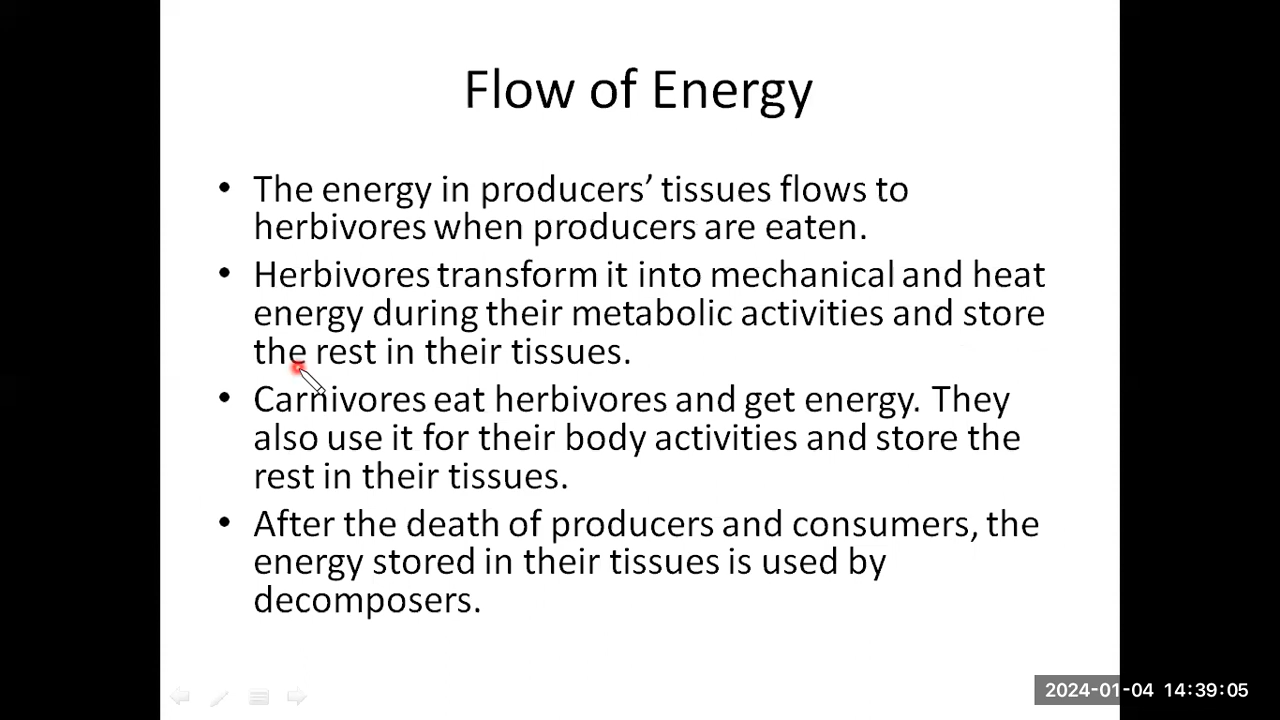 Flow of Energy
• The energy in producers’ tissues flows to
herbivores when producers are eaten.
• Herbivores transform it into mechanical and heat
energy during their metabolic activities and store
the rest in their tissues.
• Carnivores eat herbivores and get energy. They
also use it for their body activities and store the
rest in their tissues.
• After the death of producers and consumers, the
energy stored in their tissues is used by
decomposers.
2024-01-04 14:39:05